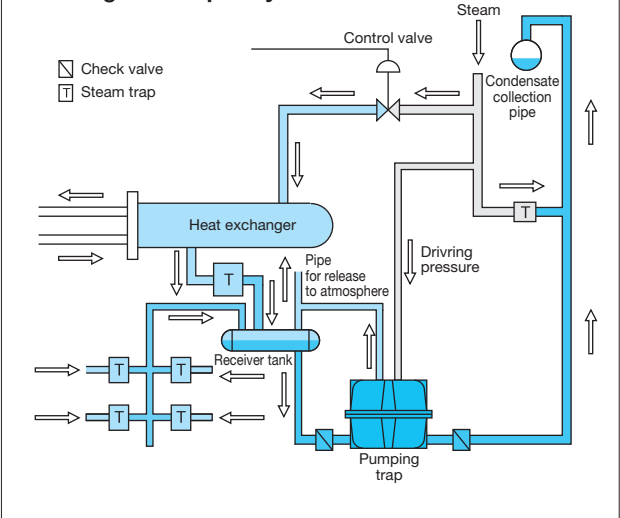 Steam
Control valve
Check valve
T Steam trap
Condensate
collection
pipe
T
Heat exchanger
Drivring
pressure
Pipe
for release
to atmosphere
T
Receiver tank
T T
T T
Pumping
trap